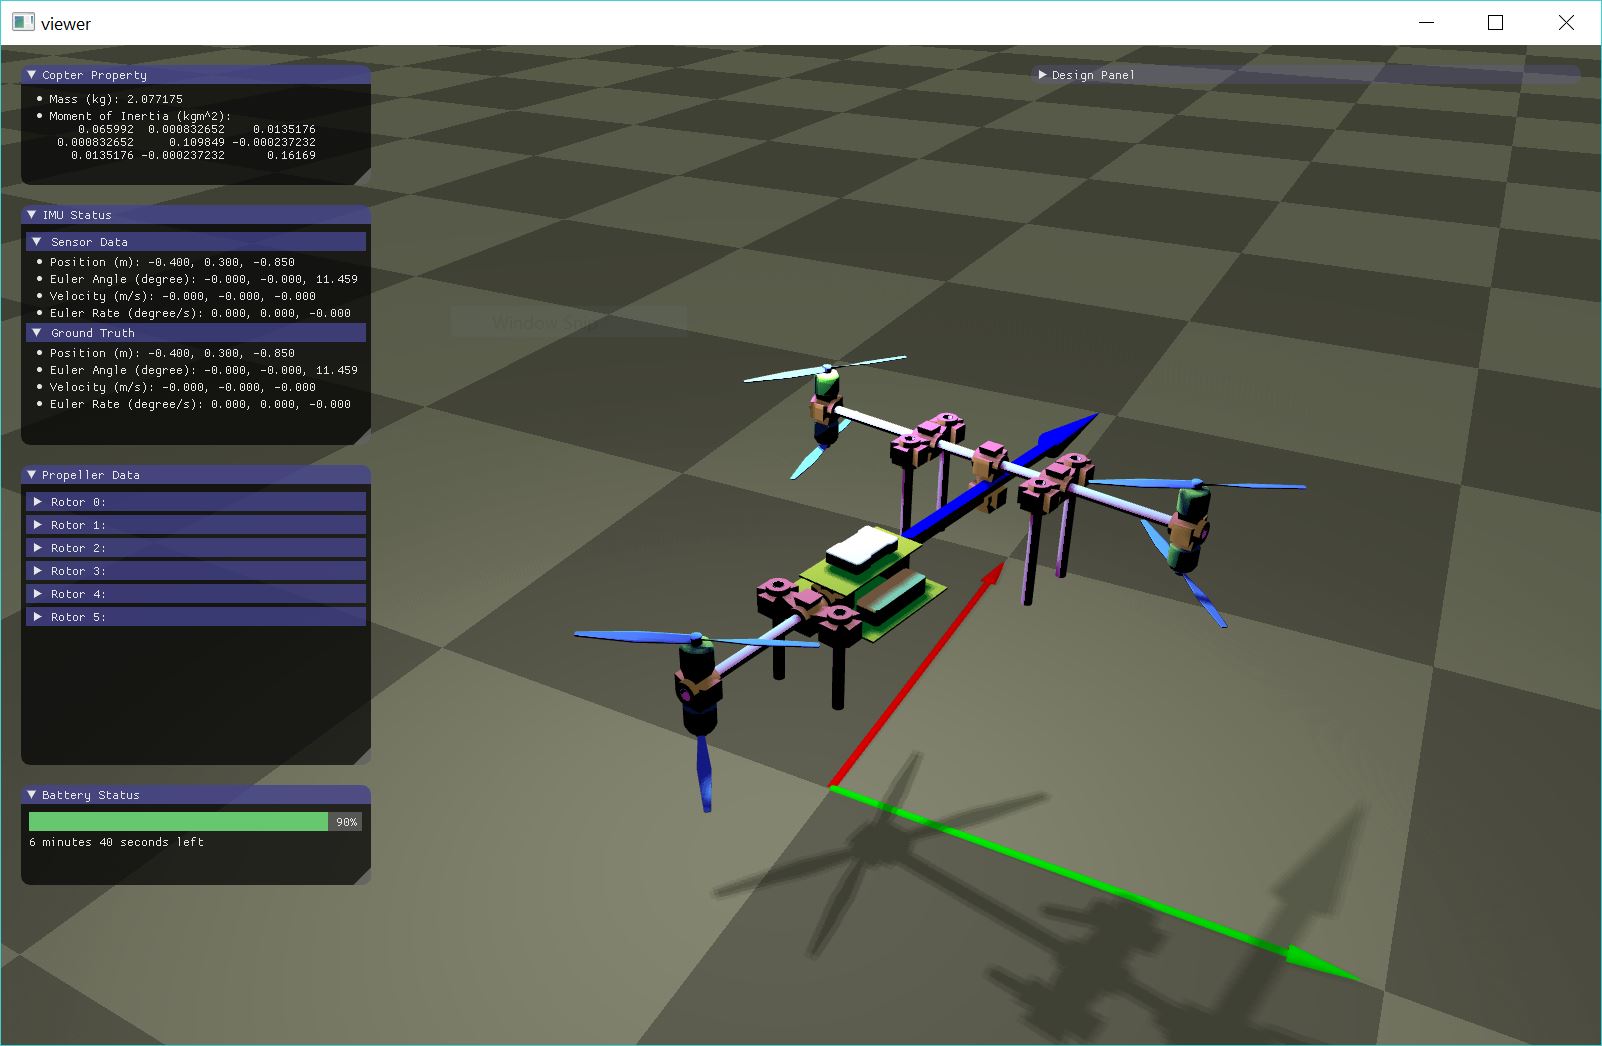 viewer
Copter Property
Mass (kg): 2.077175
Moment of Inertia (kgm^2):
0.065992 0.000832652 0.0135176
0.000832652 0.109849 -0.000237232
0.0135176 -0.000237232 0.16169
IMU Status
Sensor Data
Position (m): -0.400, 0.300, -0.850
Euler Angle (degree): -0.000, -0.000, 11.459
Velocity (m/s): -0.000, -0.000, -0.000
Euler Rate (degree/s): 0.000, 0.000, -0.000
Ground Truth
Position (m): -0.400, 0.300, -0.850
Euler Angle (degree): -0.000, -0.000, 11.459
Velocity (m/s): -0.000, -0.000, -0.000
Euler Rate (degree/s): 0.000, 0.000, -0.000
Propeller Data
Rotor 0:
Rotor 1:
Rotor 2:
Rotor 3:
Rotor 4:
Rotor 5:
Battery Status
90%
6 minutes 40 seconds left
Design Panel
Window Snip